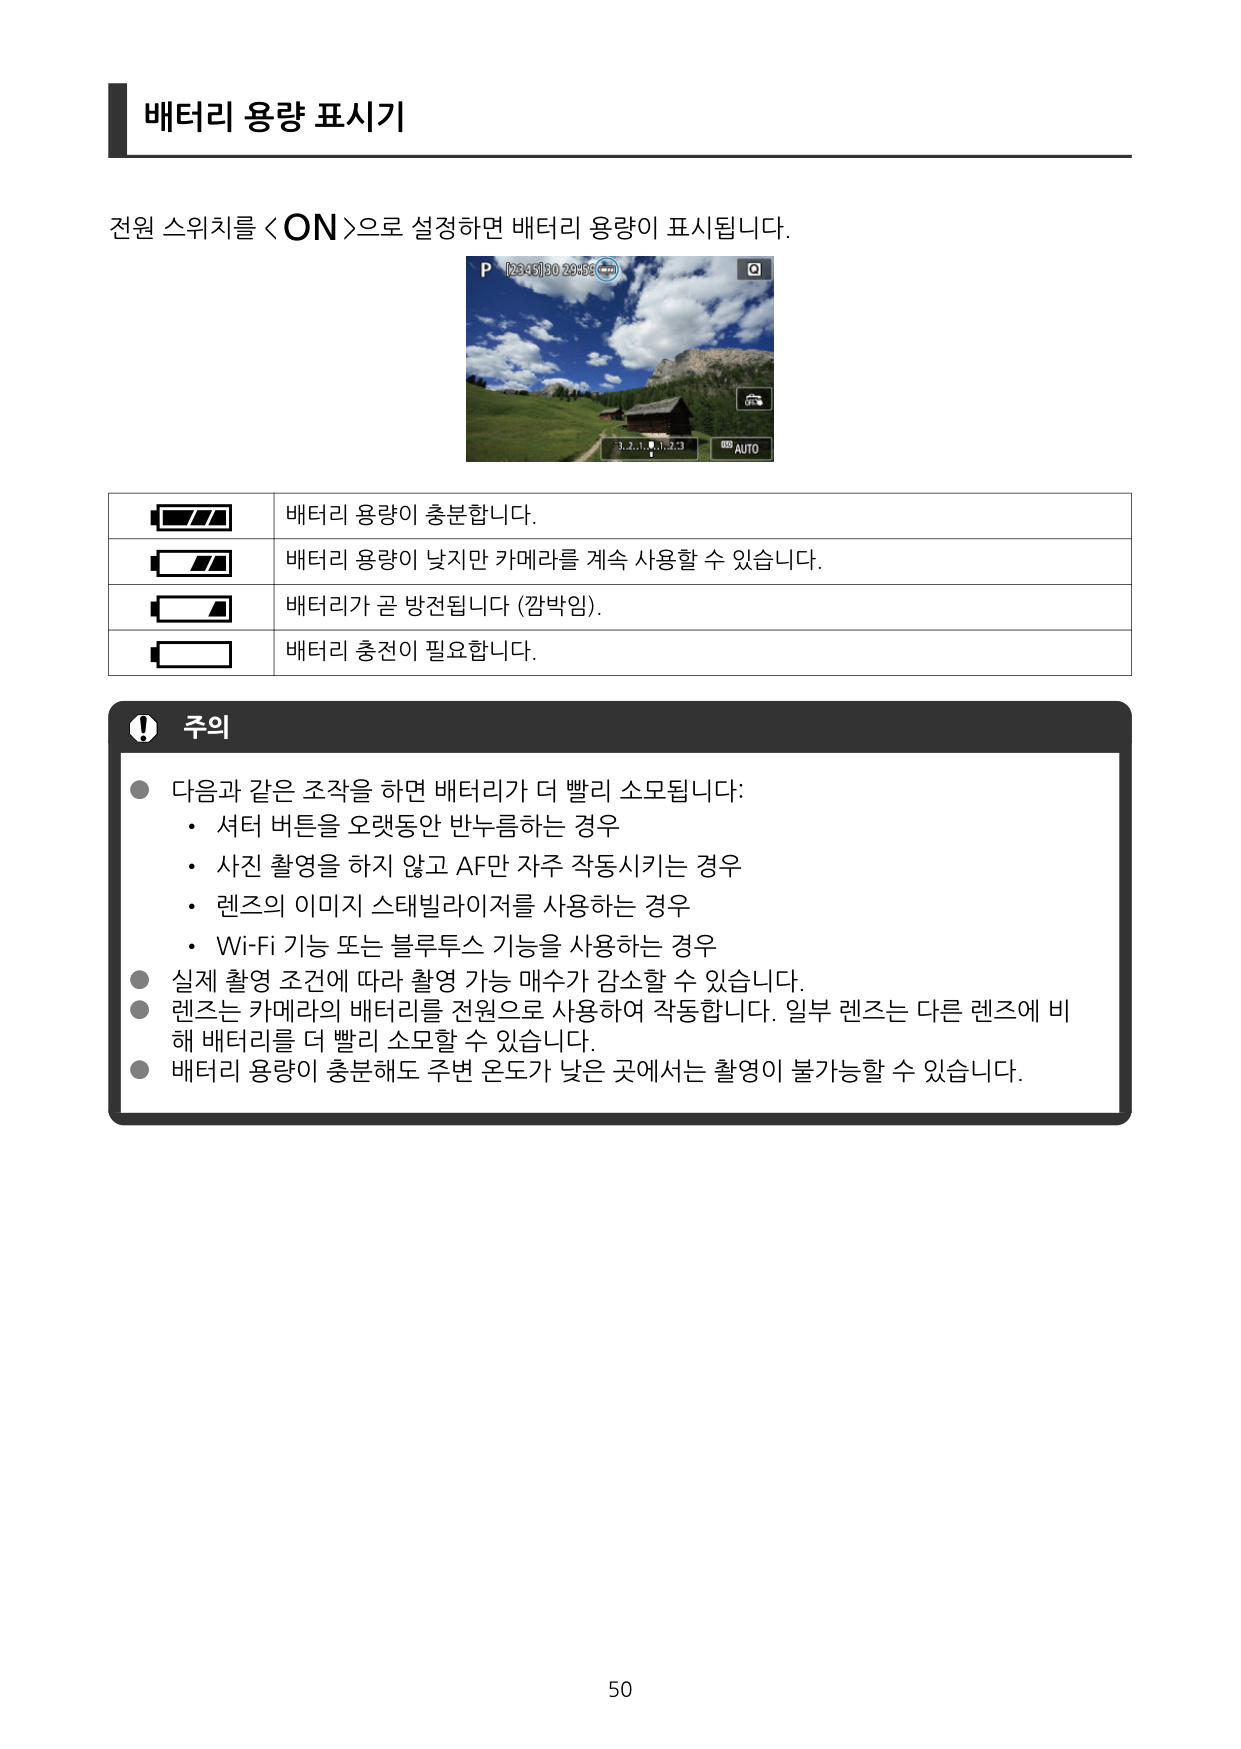 배터리 용량 표시기
전원 스위치를 <ON>으로 설정하면 배터리 용량이 표시됩니다.
P [2345]30 29:59 Q
OFF
3..2..1..0..1..2..3 ISO AUTO
배터리 용량이 충분합니다.
배터리 용량이 낮지만 카메라를 계속 사용할 수 있습니다.
배터리가 곧 방전됩니다 (깜박임).
배터리 충전이 필요합니다.
주의
● 다음과 같은 조작을 하면 배터리가 더 빨리 소모됩니다:
• 셔터 버튼을 오랫동안 반누름하는 경우
• 사진 촬영을 하지 않고 AF만 자주 작동시키는 경우
• 렌즈의 이미지 스태빌라이저를 사용하는 경우
• Wi-Fi 기능 또는 블루투스 기능을 사용하는 경우
● 실제 촬영 조건에 따라 촬영 가능 매수가 감소할 수 있습니다.
● 렌즈는 카메라의 배터리를 전원으로 사용하여 작동합니다. 일부 렌즈는 다른 렌즈에 비
해 배터리를 더 빨리 소모할 수 있습니다.
● 배터리 용량이 충분해도 주변 온도가 낮은 곳에서는 촬영이 불가능할 수 있습니다.
50